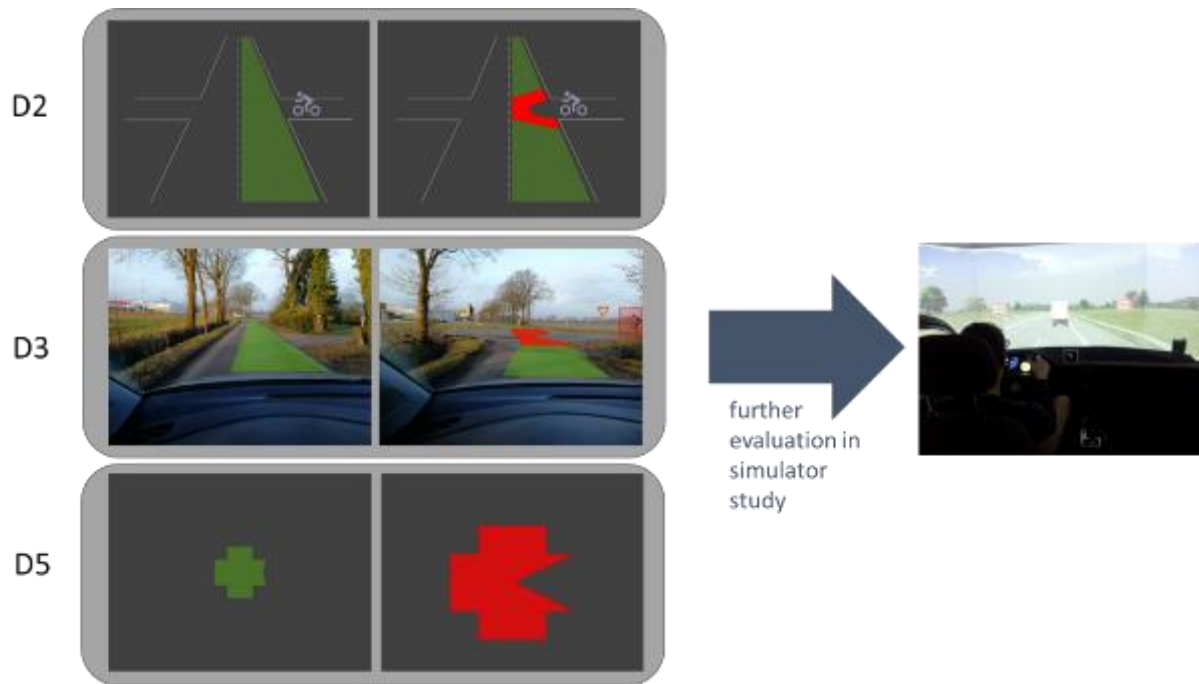 D2
D3
further
evaluation in
simulator
study
D5